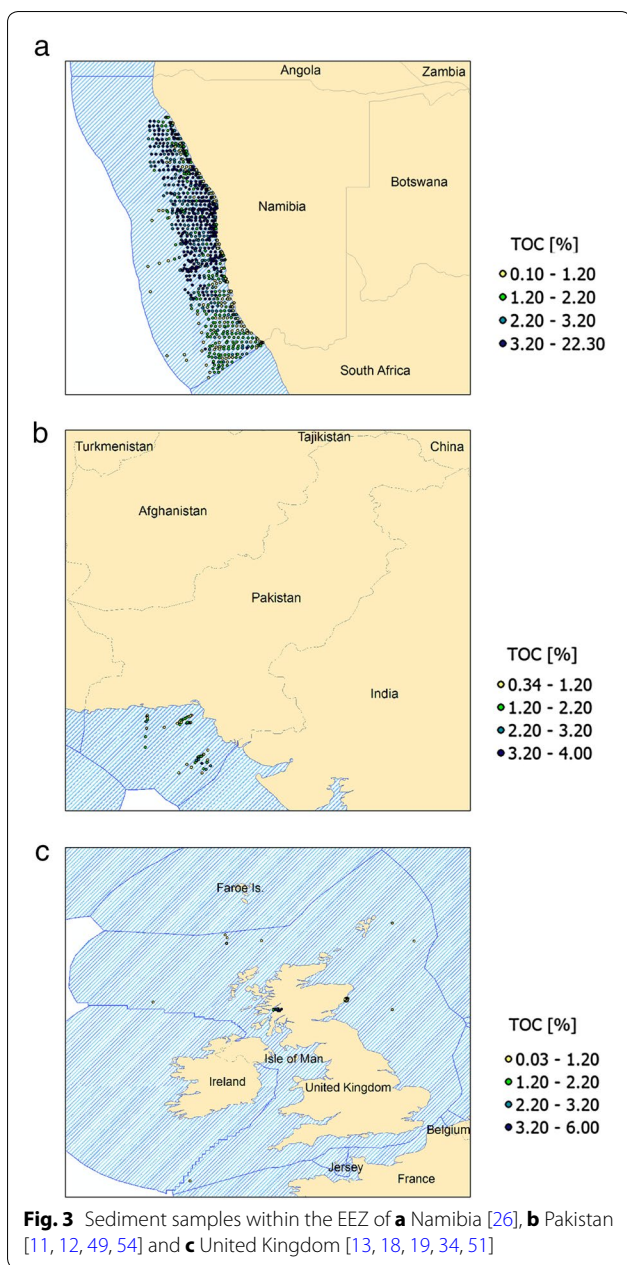 a
Angola
Zambia
Botswana
Namibia
South Africa
TOC [%]
0.10 - 1.20
1.20 - 2.20
2.20 - 3.20
3.20 - 22.30
b
Turkmenistan
Tajikistan
China
Afghanistan
Pakistan
India
TOC [%]
0.34 - 1.20
1.20 - 2.20
2.20 - 3.20
3.20 - 4.00
c
Faroe Is.
Isle of Man
Ireland
United Kingdom
Belgium
Jersey
France
TOC [%]
0.03 - 1.20
1.20 - 2.20
2.20 - 3.20
3.20 - 6.00
Fig. 3 Sediment samples within the EEZ of a Namibia [26], b Pakistan
[11, 12, 49, 54] and c United Kingdom [13, 18, 19, 34, 51]